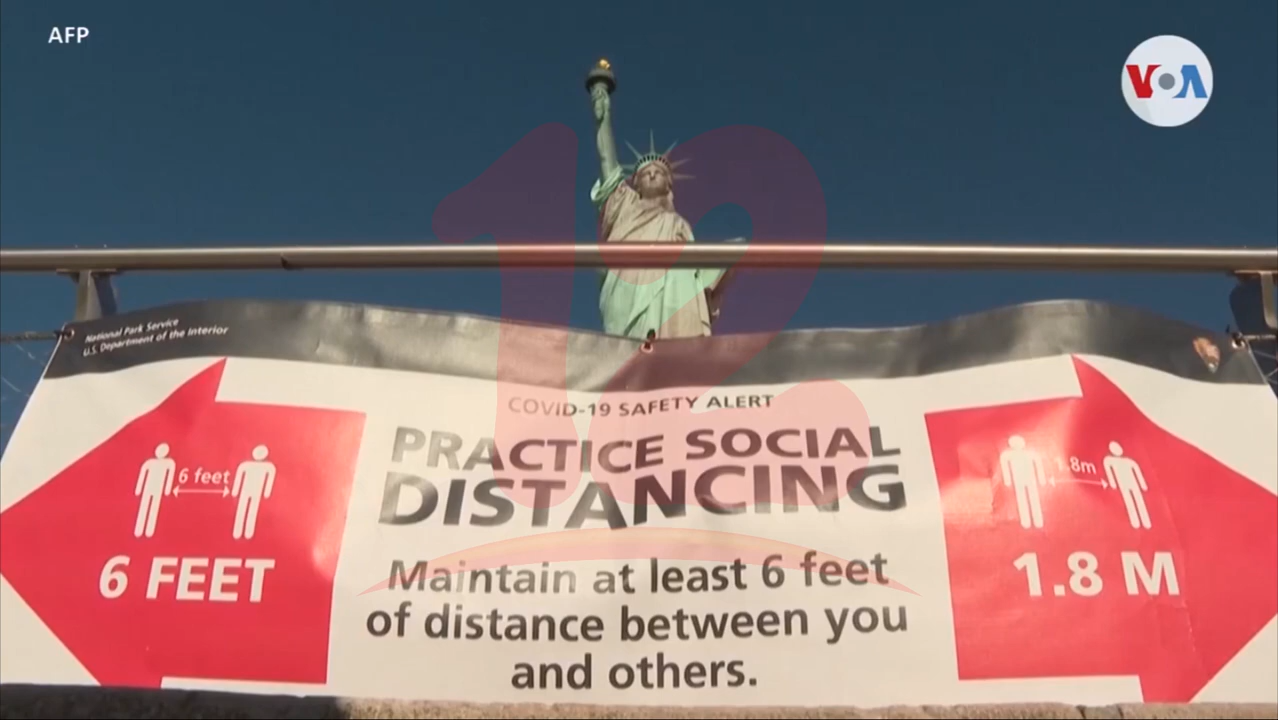 AFP
VOA
12
National Park Service
U.S. Department of the Interior
COVID-19 SAFETY ALERT
PRACTICE SOCIAL
DISTANCING
6 feet
6 FEET
1.8m
1.8 M
Maintain at least 6 feet
of distance between you
and others.